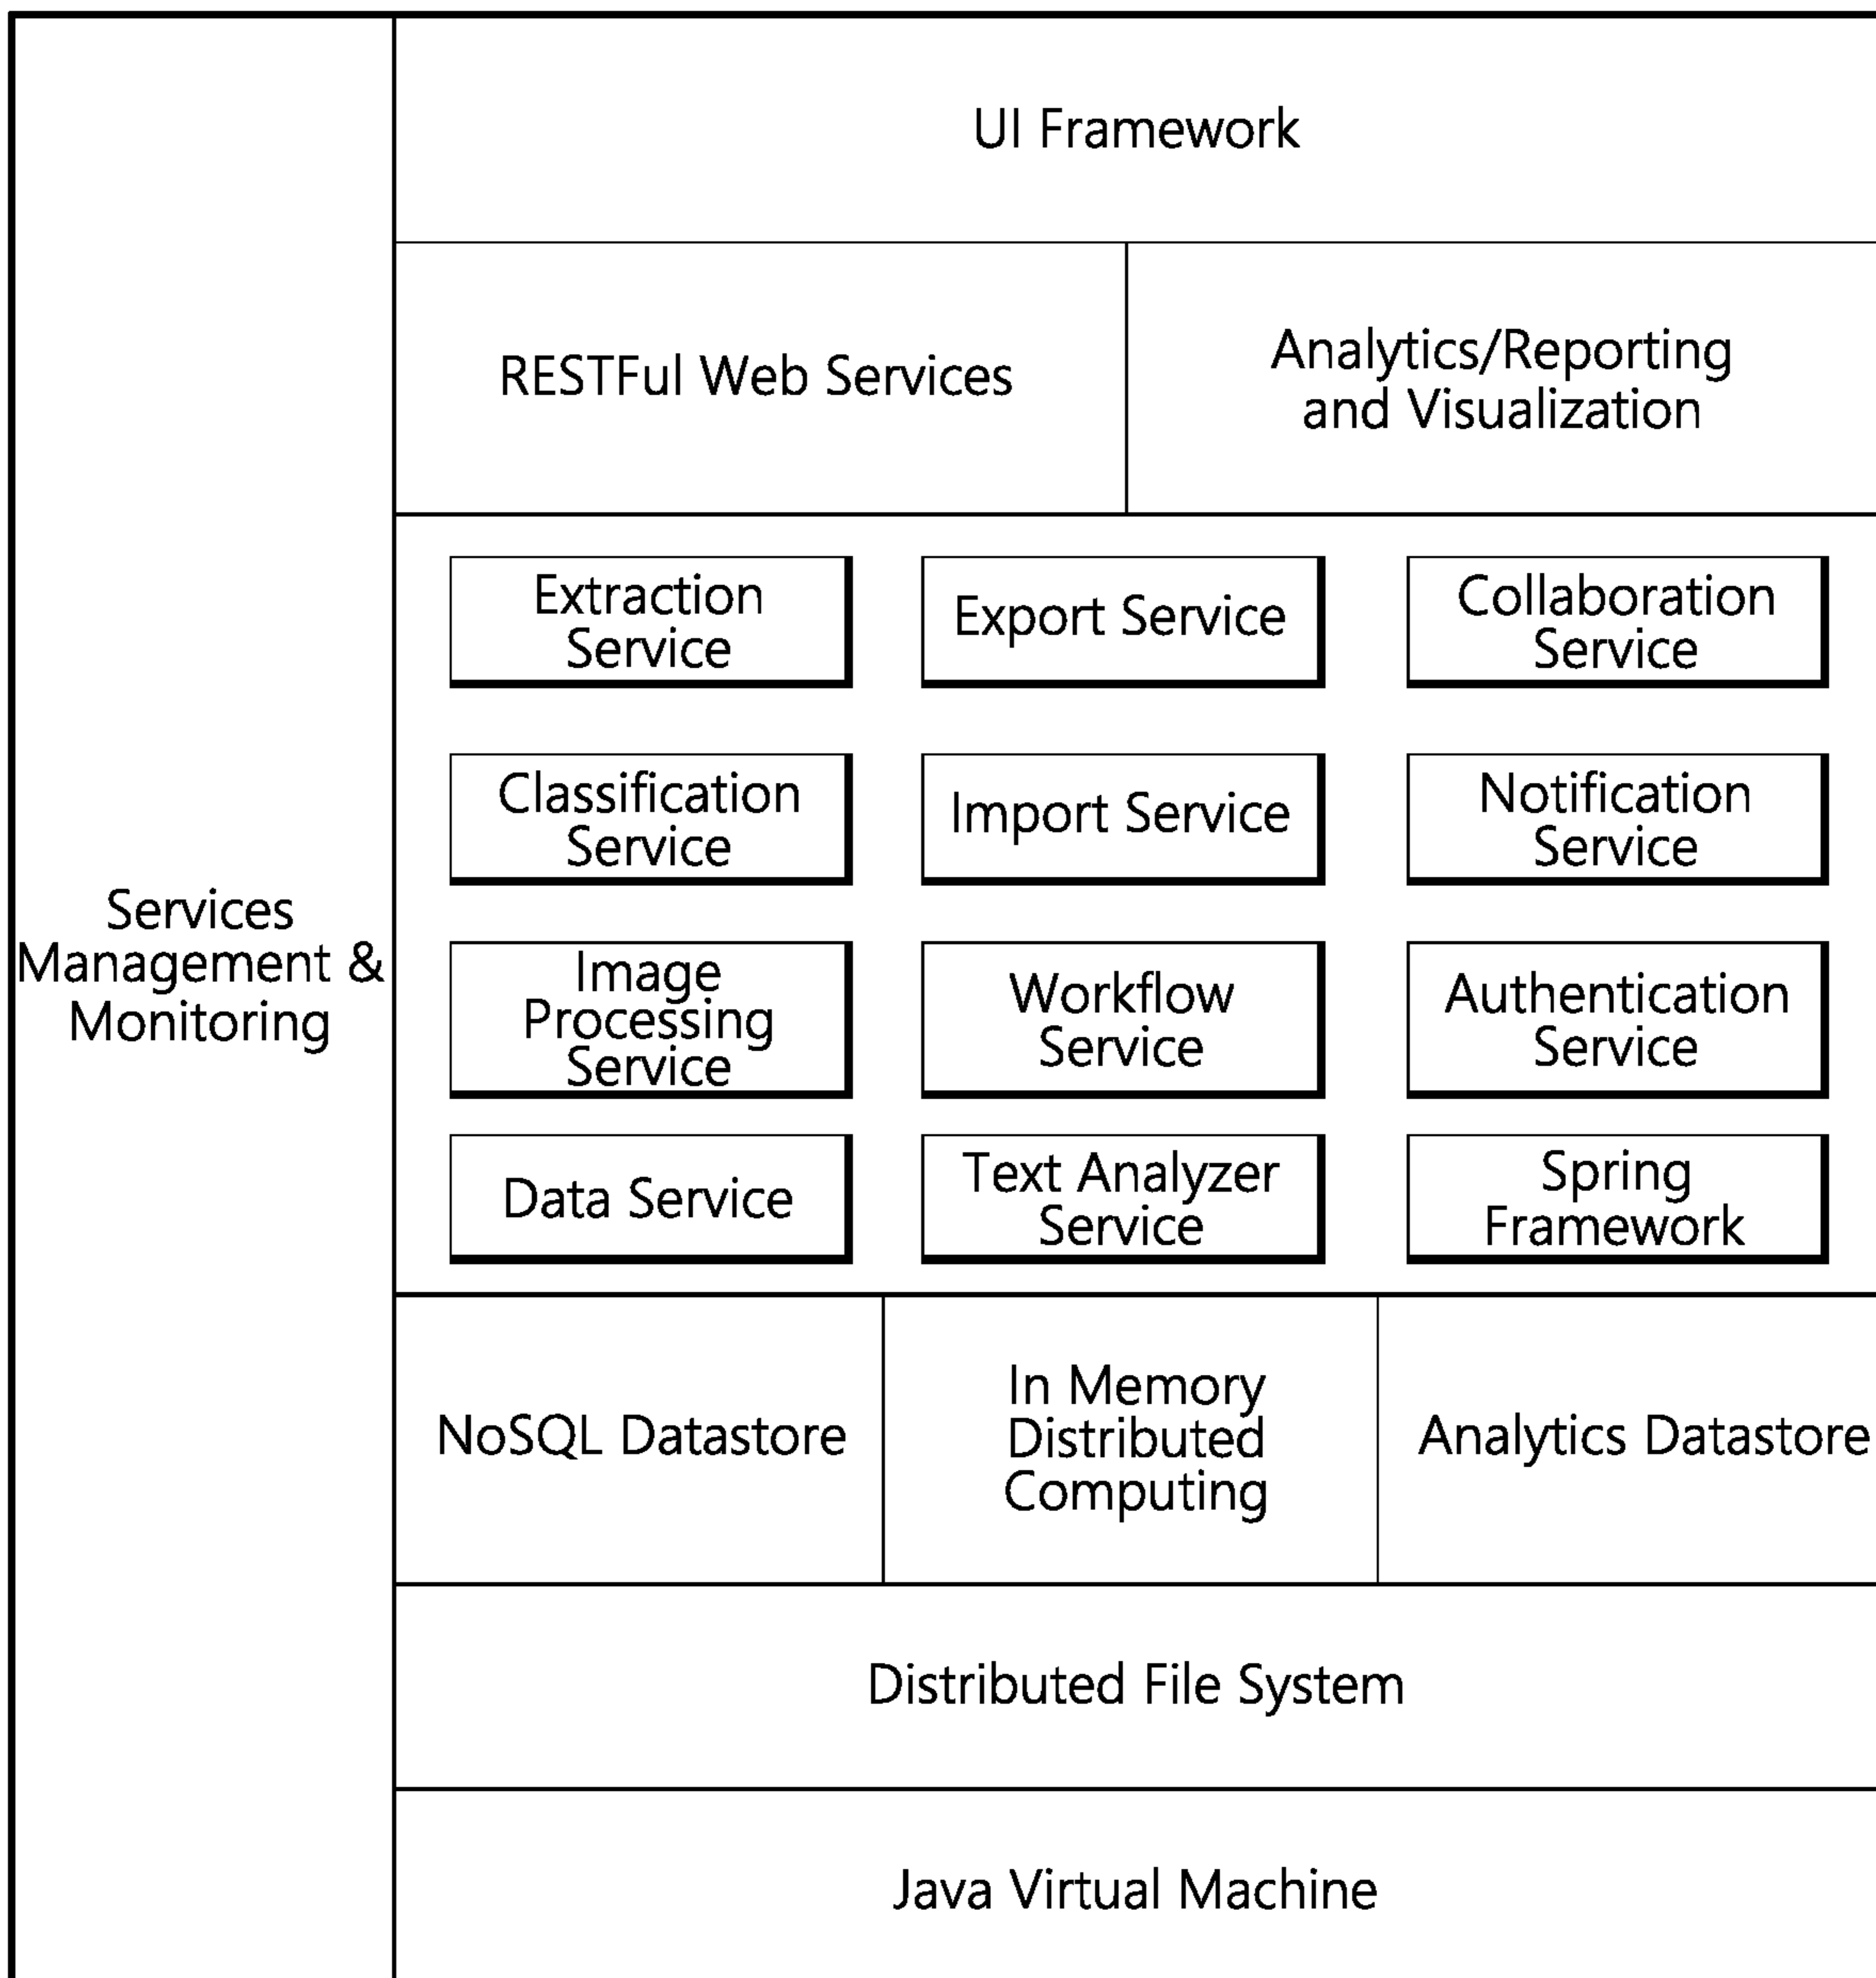 UI Framework
RESTFul Web Services
Analytics/Reporting
and Visualization
Extraction
Service
Export Service
Collaboration
Service
Classification
Service
Import Service
Notification
Service
Services
Management &
Monitoring
Image
Processing
Service
Workflow
Service
Authentication
Service
Data Service
Text Analyzer
Service
Spring
Framework
NoSQL Datastore
In Memory
Distributed
Computing
Analytics Datastore
Distributed File System
Java Virtual Machine